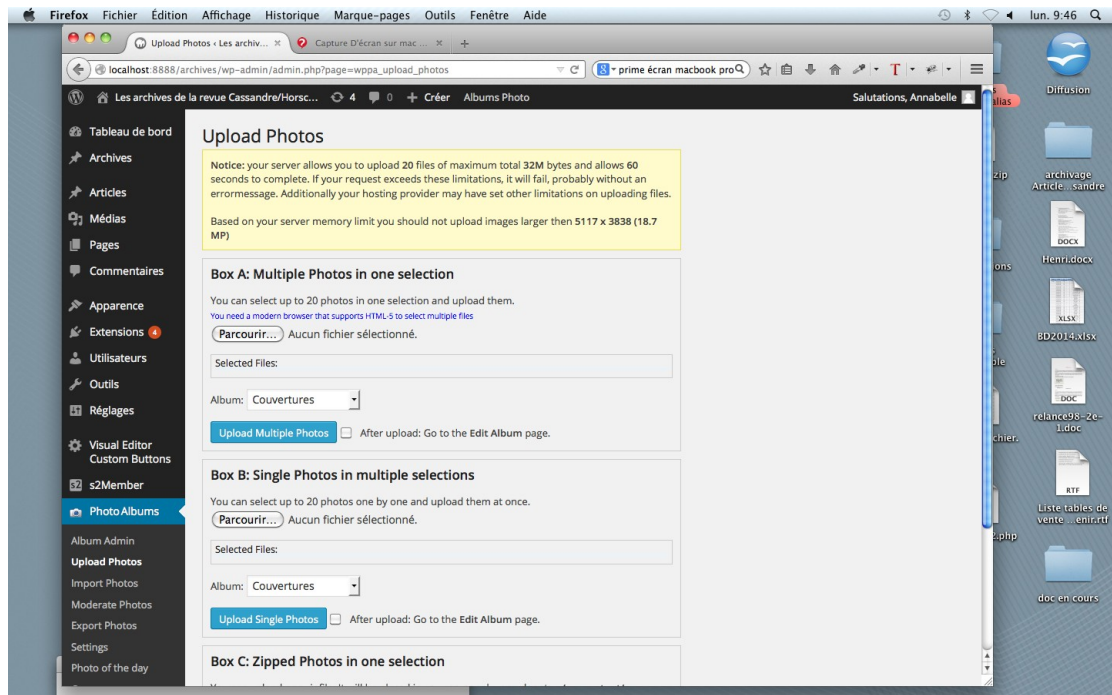 Firefox Fichier Édition Affichage Historique Marque-pages Outils Fenêtre Aide
lun. 9:46
Upload Photos ‹ Les archiv... ×
Capture D'écran sur mac ... × +
localhost:8888/archives/wp-admin/admin.php?page=wppa_upload_photos
prime écran macbook pro
Les archives de la revue Cassandre/Horsc... 4 0 + Créer Albums Photo
Salutations, Annabelle
Tableau de bord
Archives
Articles
Médias
Pages
Commentaires
Apparence
Extensions 4
Utilisateurs
Outils
Réglages
Visual Editor
Custom Buttons
s2Member
Photo Albums
Album Admin
Upload Photos
Import Photos
Moderate Photos
Export Photos
Settings
Photo of the day
Upload Photos
Notice: your server allows you to upload 20 files of maximum total 32M bytes and allows 60
seconds to complete. If your request exceeds these limitations, it will fail, probably without an
errormessage. Additionally your hosting provider may have set other limitations on uploading files.
Based on your server memory limit you should not upload images larger then 5117 x 3838 (18.7
MP)
Box A: Multiple Photos in one selection
You can select up to 20 photos in one selection and upload them.
You need a modern browser that supports HTML-5 to select multiple files
Parcourir... Aucun fichier sélectionné.
Selected Files:
Album: Couvertures
Upload Multiple Photos After upload: Go to the Edit Album page.
Box B: Single Photos in multiple selections
You can select up to 20 photos one by one and upload them at once.
Parcourir... Aucun fichier sélectionné.
Selected Files:
Album: Couvertures
Upload Single Photos After upload: Go to the Edit Album page.
Box C: Zipped Photos in one selection
Diffusion
alias
zip
archivage
Article...sandre
DOCX
Henri.docx
ons
XLSX
BD2014.xlsx
DOC
relance98-2e-
1.doc
chier.
RTF
Liste tables de
vente ...enir.rtf
2.php
doc en cours